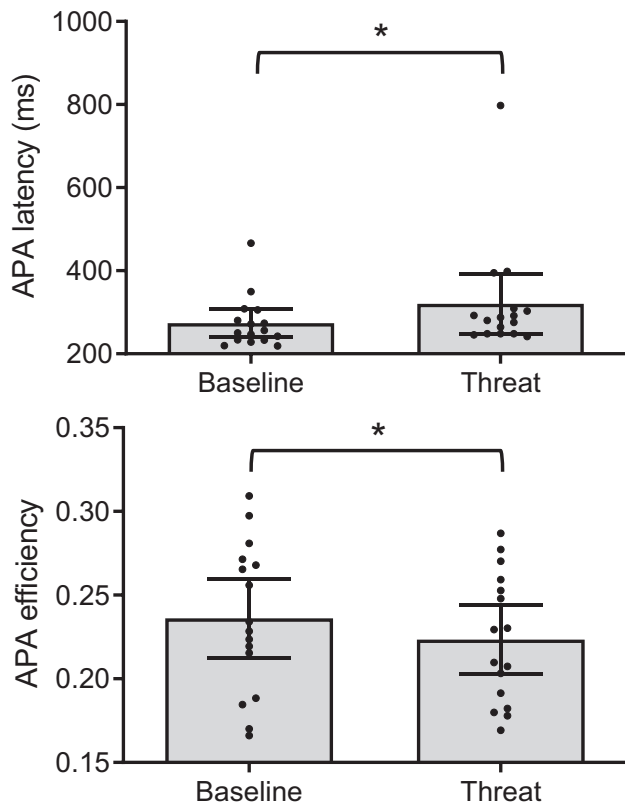 APA latency (ms)
1000
800
600
400
200
*
Baseline
Threat
APA efficiency
0.35
0.30
0.25
0.20
0.15
*
Baseline
Threat